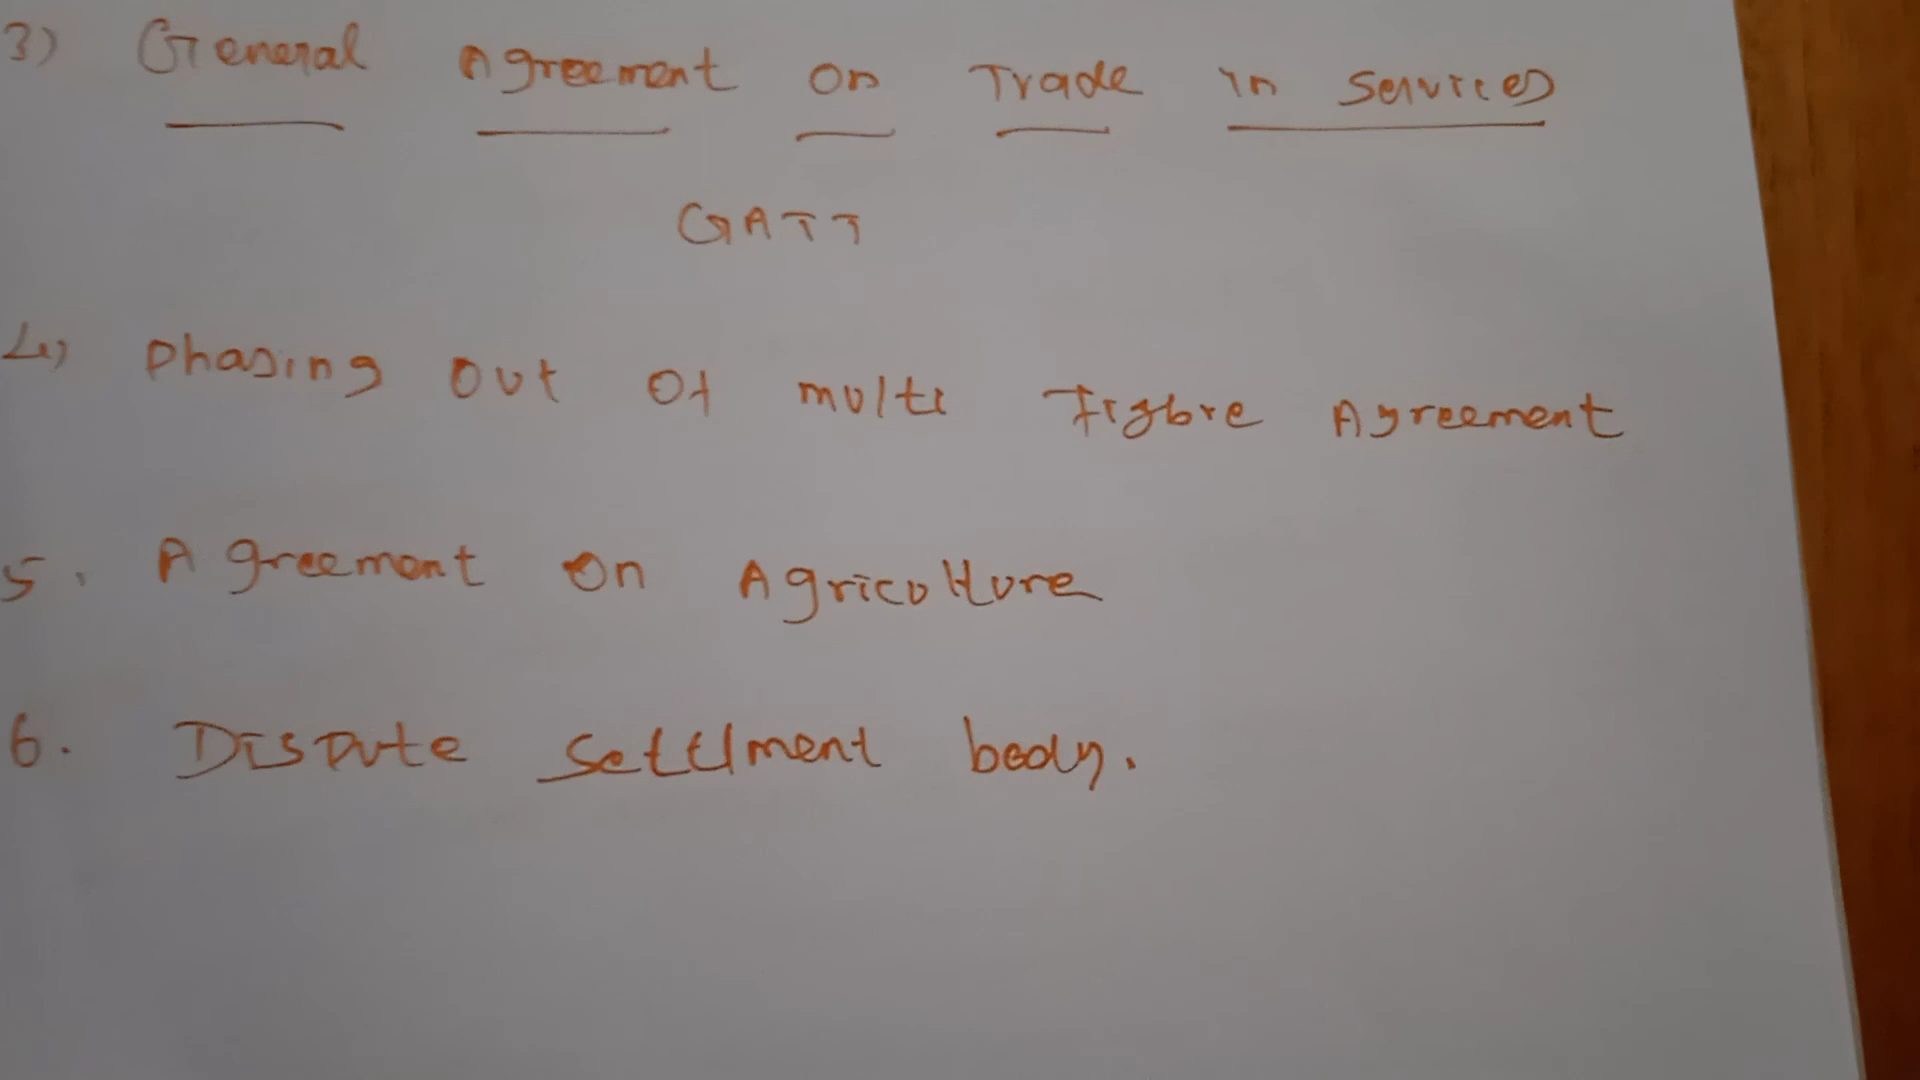 3) General Agreement on Trade in Services
GATT
4) Phasing out of multi Figbre Agreement
5. Agreement on Agriculture
6. Dispute Settlment body.